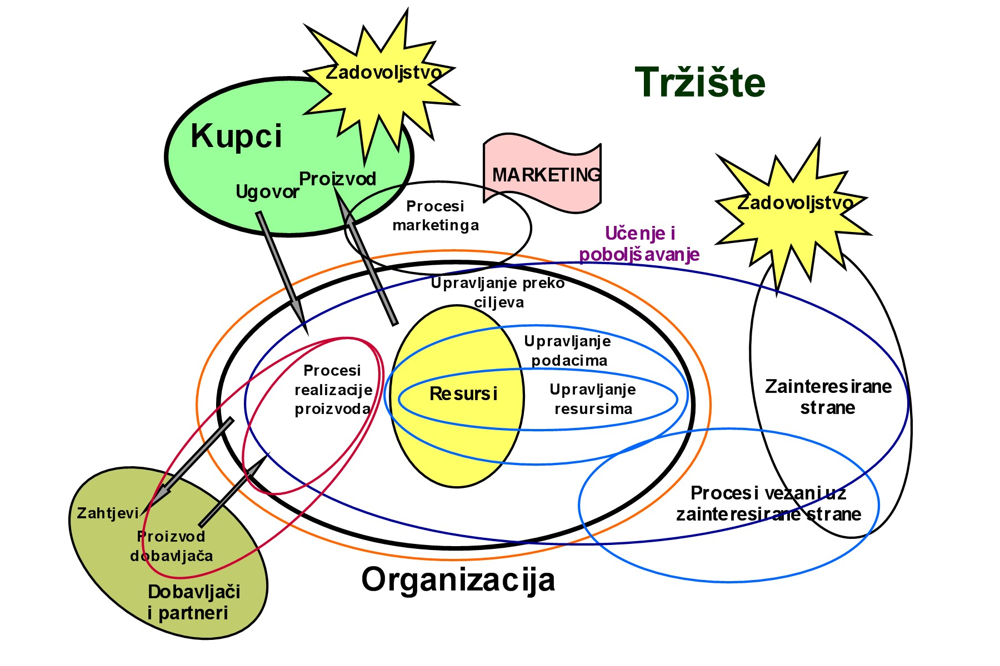 Zadovoljstvo
Tržište
Kupci
MARKETING
Proizvod
Ugovor
Zadovoljstvo
Procesi
marketinga
Učenje i
poboljšavanje
Upravljanje preko
ciljeva
Upravljanje
podacima
Procesi
realizacije
proizvoda
Resursi
Upravljanje
resursima
Zainteresirane
strane
Procesi vezani uz
zainteresirane strane
Zahtjevi
Proizvod
dobavljača
Organizacija
Dobavljači
i partneri